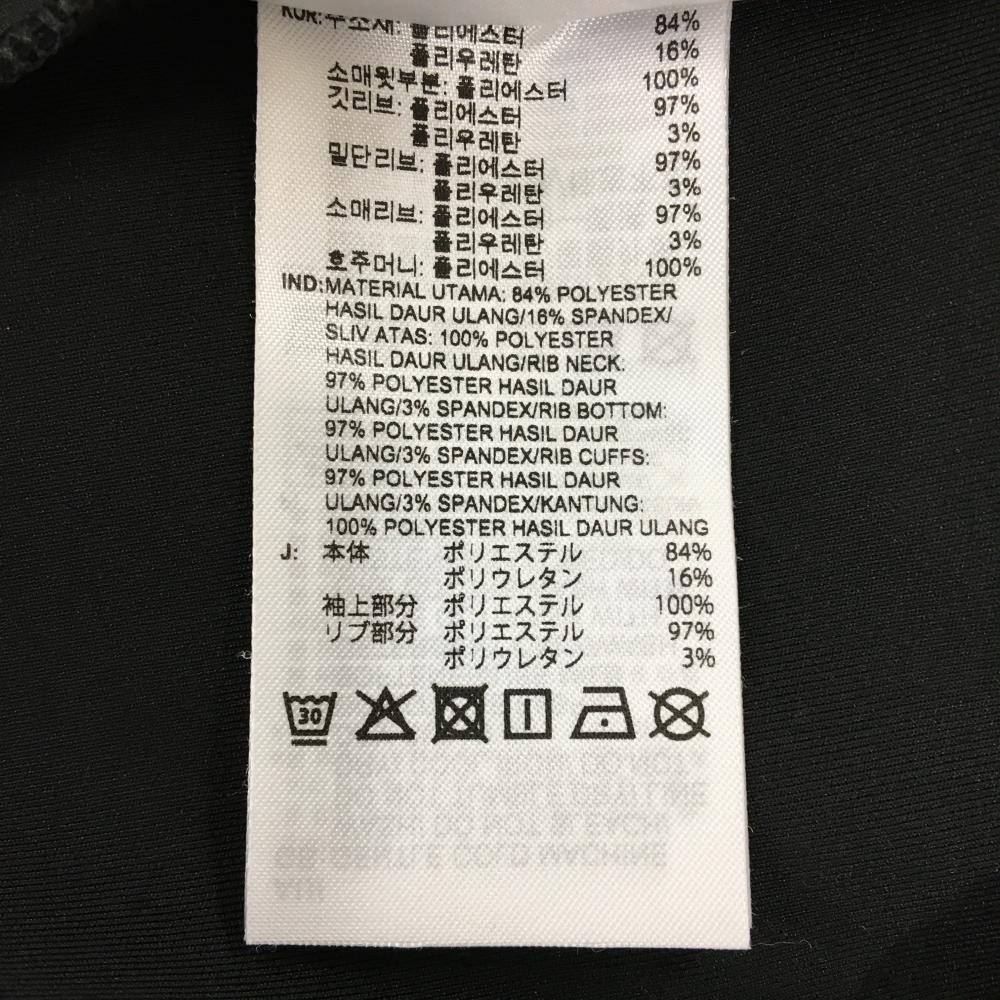 KOR: 주소재: 폴리에스터 84%
폴리우레탄 16%
소매윗부분: 폴리에스터 100%
깃리브: 폴리에스터 97%
폴리우레탄 3%
밑단리브: 폴리에스터 97%
폴리우레탄 3%
소매리브: 폴리에스터 97%
폴리우레탄 3%
호주머니: 폴리에스터 100%
IND: MATERIAL UTAMA: 84% POLYESTER
HASIL DAUR ULANG/16% SPANDEX/
SLIV ATAS: 100% POLYESTER
HASIL DAUR ULANG/RIB NECK:
97% POLYESTER HASIL DAUR
ULANG/3% SPANDEX/RIB BOTTOM:
97% POLYESTER HASIL DAUR
ULANG/3% SPANDEX/RIB CUFFS:
97% POLYESTER HASIL DAUR
ULANG/3% SPANDEX/KANTUNG:
100% POLYESTER HASIL DAUR ULANG
J: 本体 ポリエステル 84%
ポリウレタン 16%
袖上部分 ポリエステル 100%
リブ部分 ポリエステル 97%
ポリウレタン 3%
30